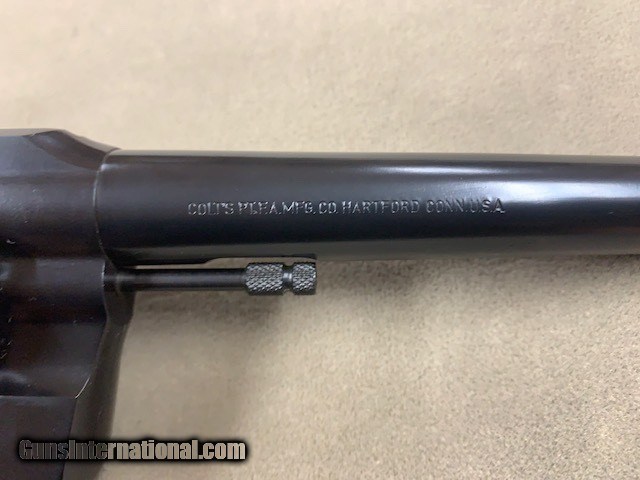 COLT'S PT.F.A.MFG.CO. HARTFORD CONN.U.S.A.
GunsInternational.com